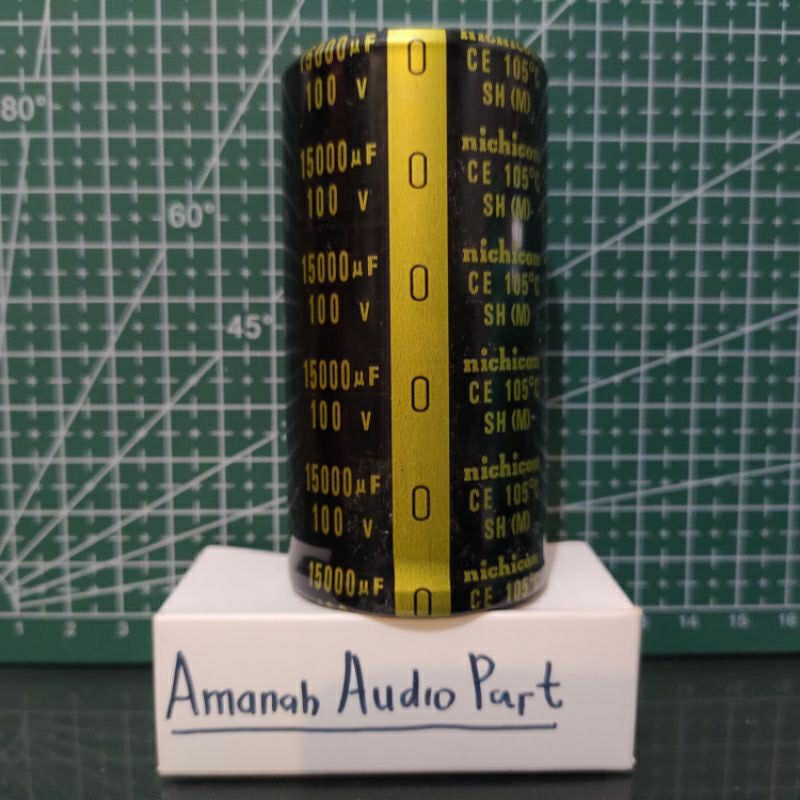 15000µF
100 V
15000µF
100 V
15000µF
100 V
15000µF
100 V
15000µF
100 V
15000µF
nichicon
CE 105°C
SH (M)
nichicon
CE 105°C
SH (M)
nichicon
CE 105°C
SH (M)
nichicon
CE 105°C
SH (M)
nichicon
CE 105°C
SH (M)
nichicon
CE 105°C
80°
60°
45°
1 2 3 14 15 16
Amanah Audio Part